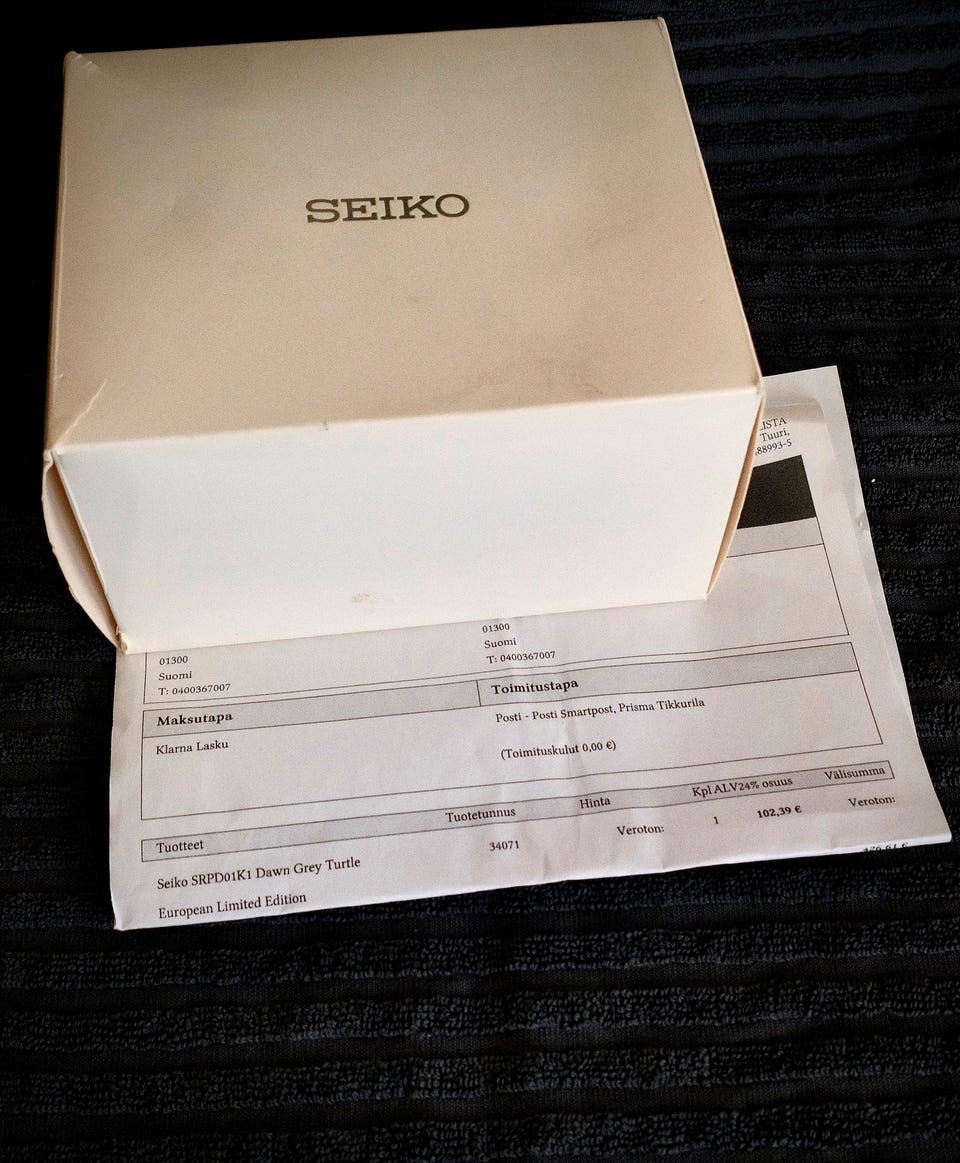 SEIKO
LISTA
Tuuri,
88993-5
01300
Suomi
T: 0400367007
01300
Suomi
T: 0400367007
Maksutapa Toimitustapa
Klarna Lasku Posti - Posti Smartpost, Prisma Tikkurila
(Toimituskulut 0,00 €)
Tuotteet Tuotetunnus Hinta Kpl ALV24% osuus Välisumma
Seiko SRPD01K1 Dawn Grey Turtle 34071 Veroton: 1 102,39 € Veroton:
European Limited Edition